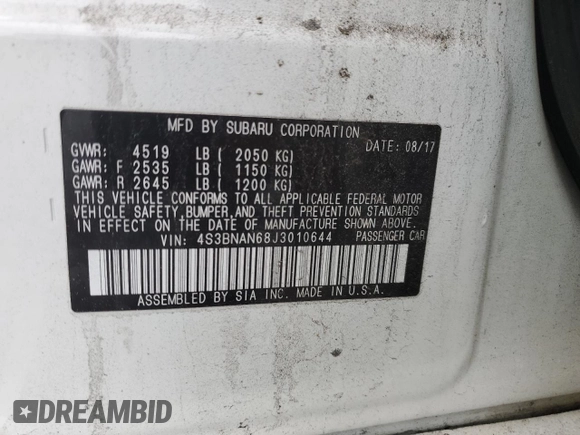 MFD BY SUBARU CORPORATION
DATE: 08/17
GVWR: 4519 LB ( 2050 KG)
GAWR: F 2535 LB ( 1150 KG)
GAWR: R 2645 LB ( 1200 KG)
THIS VEHICLE CONFORMS TO ALL APPLICABLE FEDERAL MOTOR
VEHICLE SAFETY, BUMPER, AND THEFT PREVENTION STANDARDS
IN EFFECT ON THE DATE OF MANUFACTURE SHOWN ABOVE.
VIN: 4S3BNAN68J3010644 PASSENGER CAR
ASSEMBLED BY SIA INC. MADE IN U.S.A.
DREAMBID